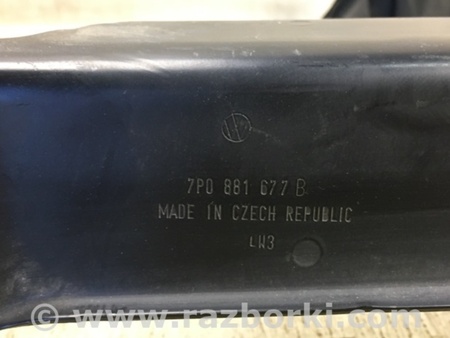 7P0 881 677 B
MADE IN CZECH REPUBLIC
LW3
© www.razborki.com ®